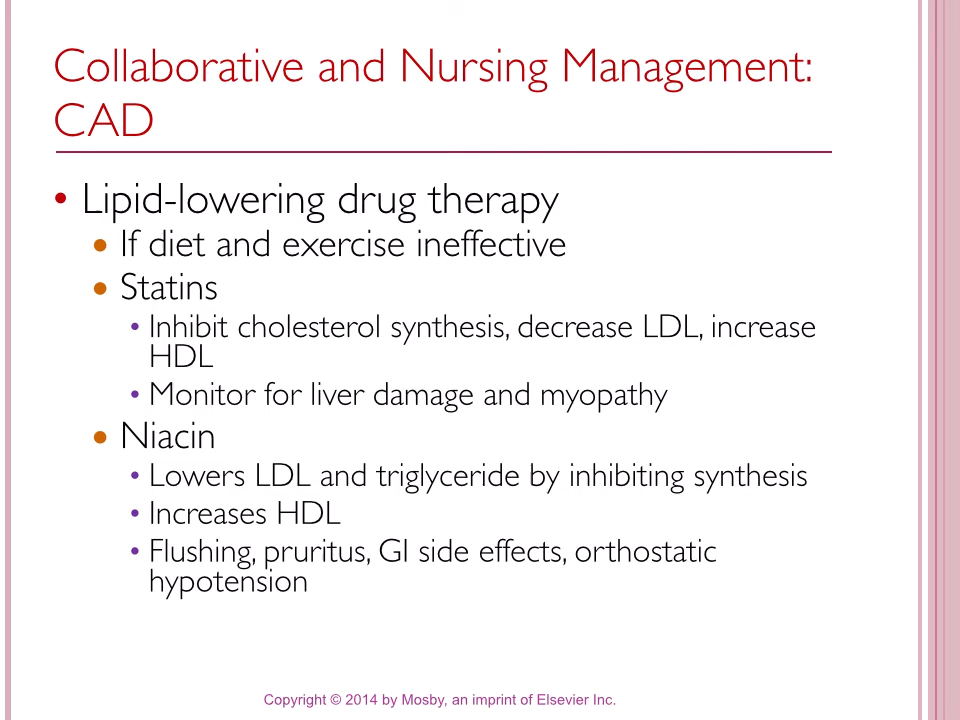 Collaborative and Nursing Management:
CAD
• Lipid-lowering drug therapy
• If diet and exercise ineffective
• Statins
• Inhibit cholesterol synthesis, decrease LDL, increase
HDL
• Monitor for liver damage and myopathy
• Niacin
• Lowers LDL and triglyceride by inhibiting synthesis
• Increases HDL
• Flushing, pruritus, GI side effects, orthostatic
hypotension
Copyright © 2014 by Mosby, an imprint of Elsevier Inc.